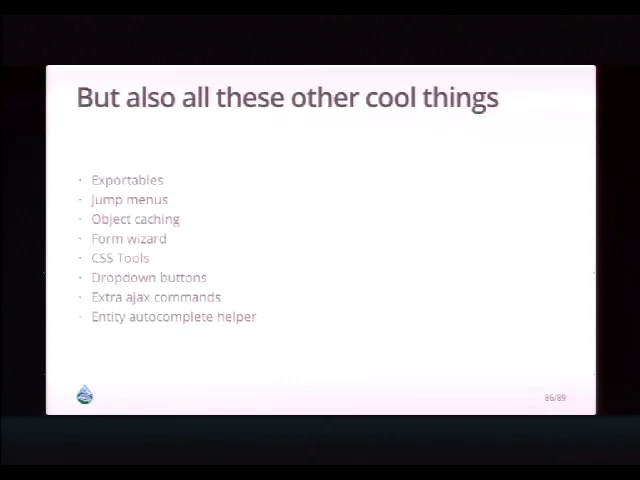 But also all these other cool things
· Exportables
· Jump menus
· Object caching
· Form wizard
· CSS Tools
· Dropdown buttons
· Extra ajax commands
· Entity autocomplete helper
86/89